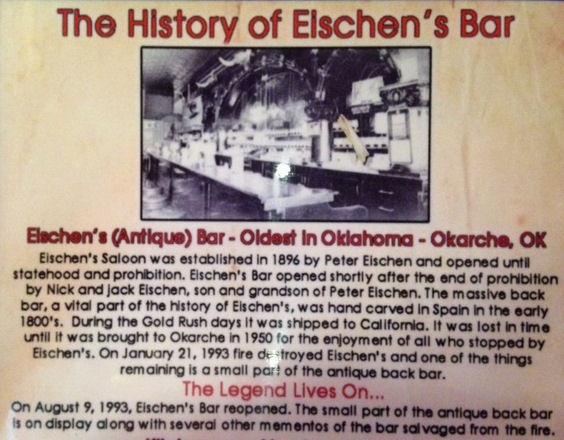 The History of Eischen's Bar
Eischen's (Antique) Bar - Oldest in Oklahoma - Okarche, OK
Eischen's Saloon was established in 1896 by Peter Eischen and opened until
statehood and prohibition. Eischen's Bar opened shortly after the end of prohibition
by Nick and jack Eischen, son and grandson of Peter Eischen. The massive back
bar, a vital part of the history of Eischen's, was hand carved in Spain in the early
1800's. During the Gold Rush days it was shipped to California. It was lost in time
until it was brought to Okarche in 1950 for the enjoyment of all who stopped by
Eischen's. On January 21, 1993 fire destroyed Eischen's and one of the things
remaining is a small part of the antique back bar.
The Legend Lives On...
On August 9, 1993, Eischen's Bar reopened. The small part of the antique back bar
is on display along with several other mementos of the bar salvaged from the fire.